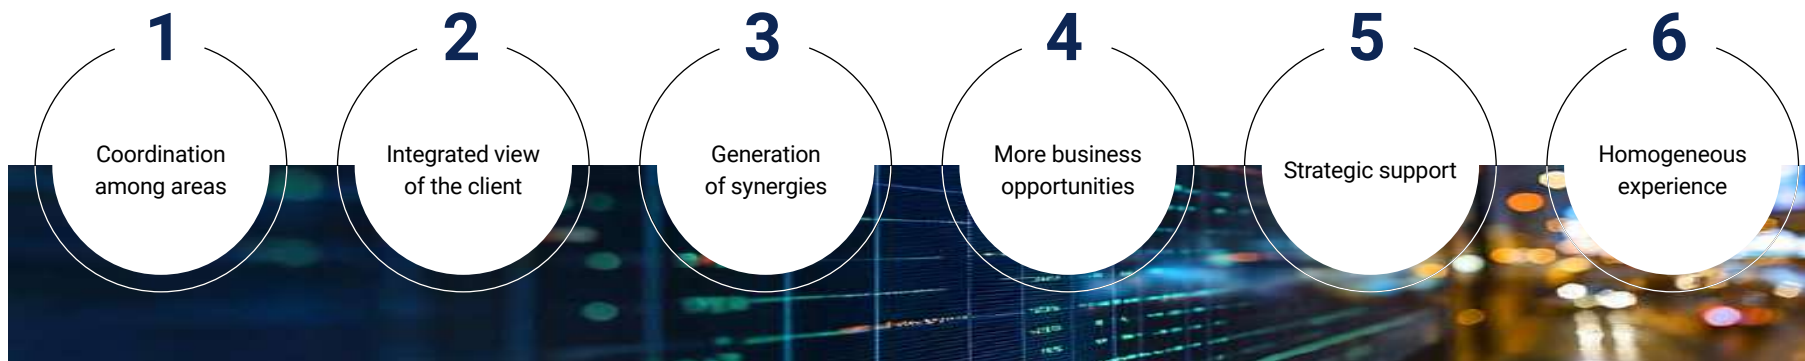 1
Coordination
among areas
2
Integrated view
of the client
3
Generation
of synergies
4
More business
opportunities
5
Strategic support
6
Homogeneous
experience